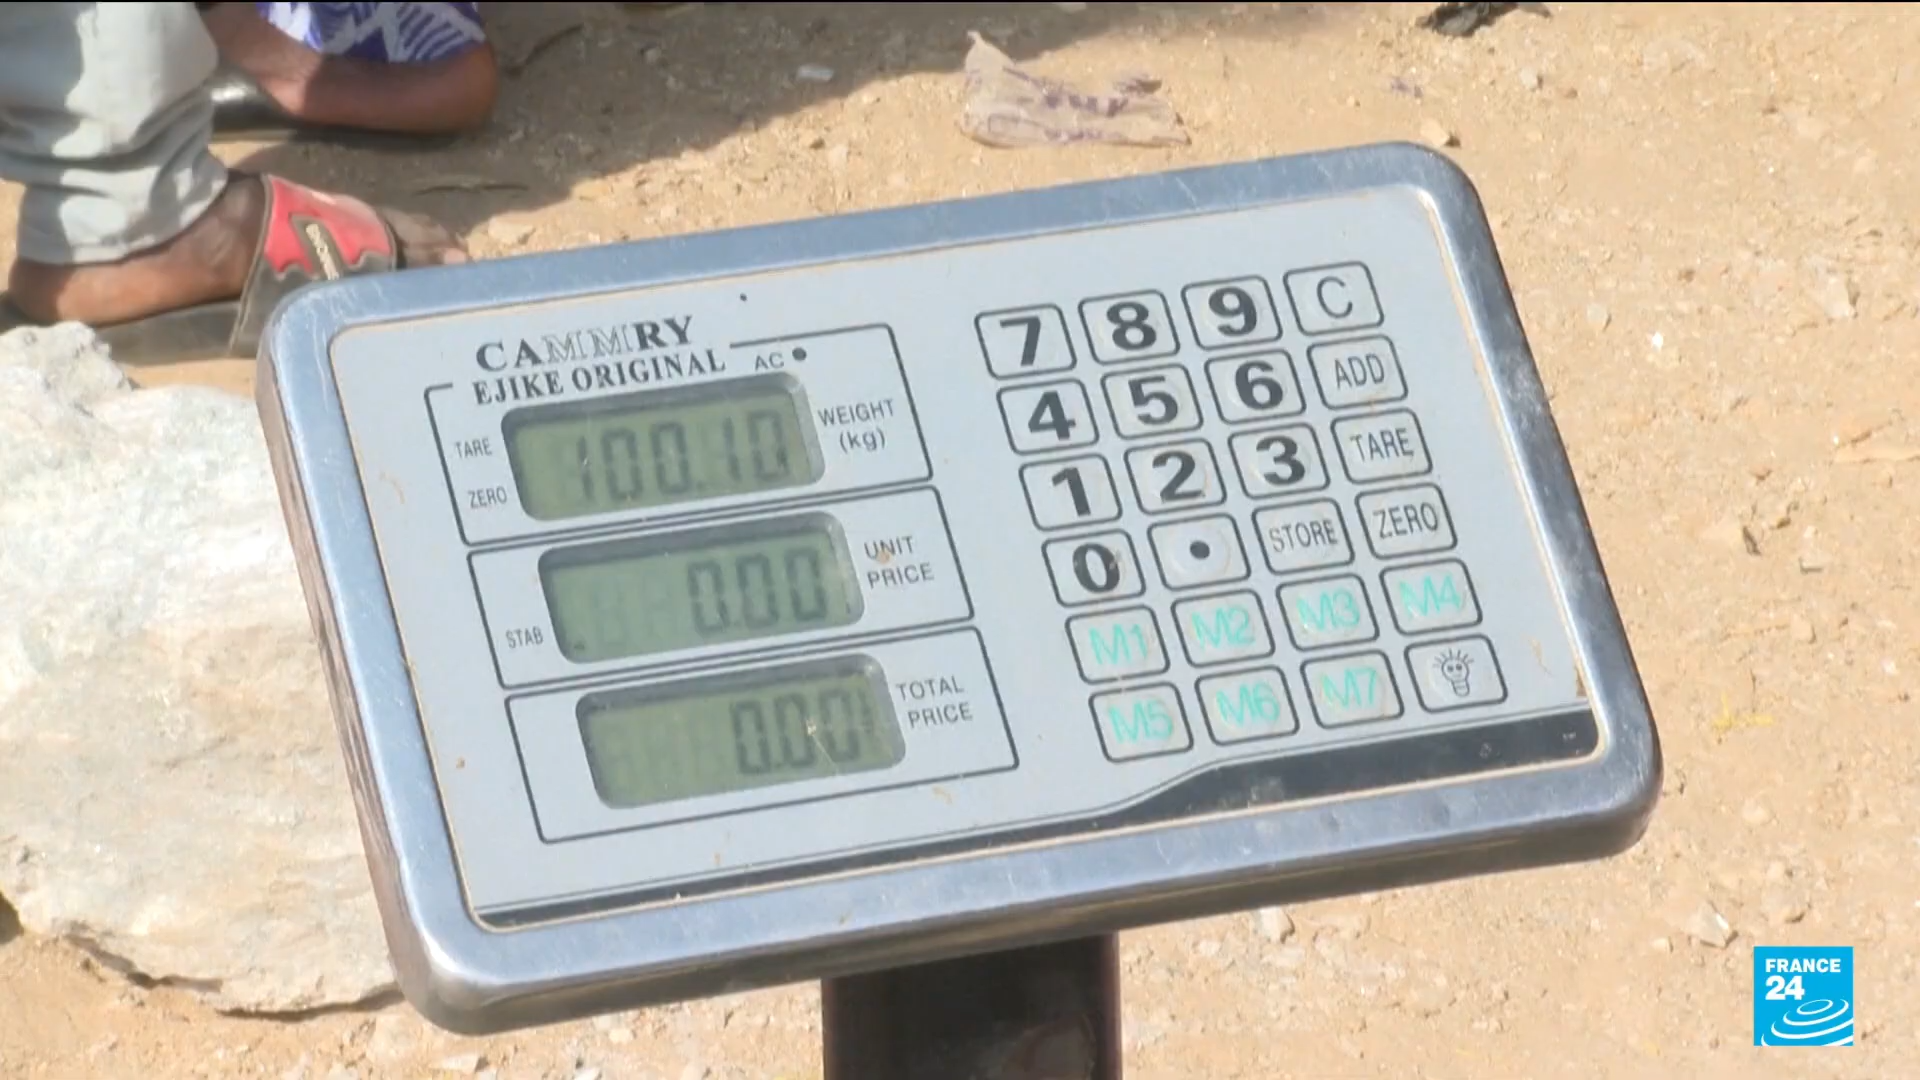 CAMMRY
EJIKE ORIGINAL
AC
TARE
ZERO
100.10
WEIGHT
(kg)
STAB
0.00
UNIT
PRICE
0.00
TOTAL
PRICE
7 8 9 C
4 5 6 ADD
1 2 3 TARE
0 • STORE ZERO
M1 M2 M3 M4
M5 M6 M7
FRANCE
24